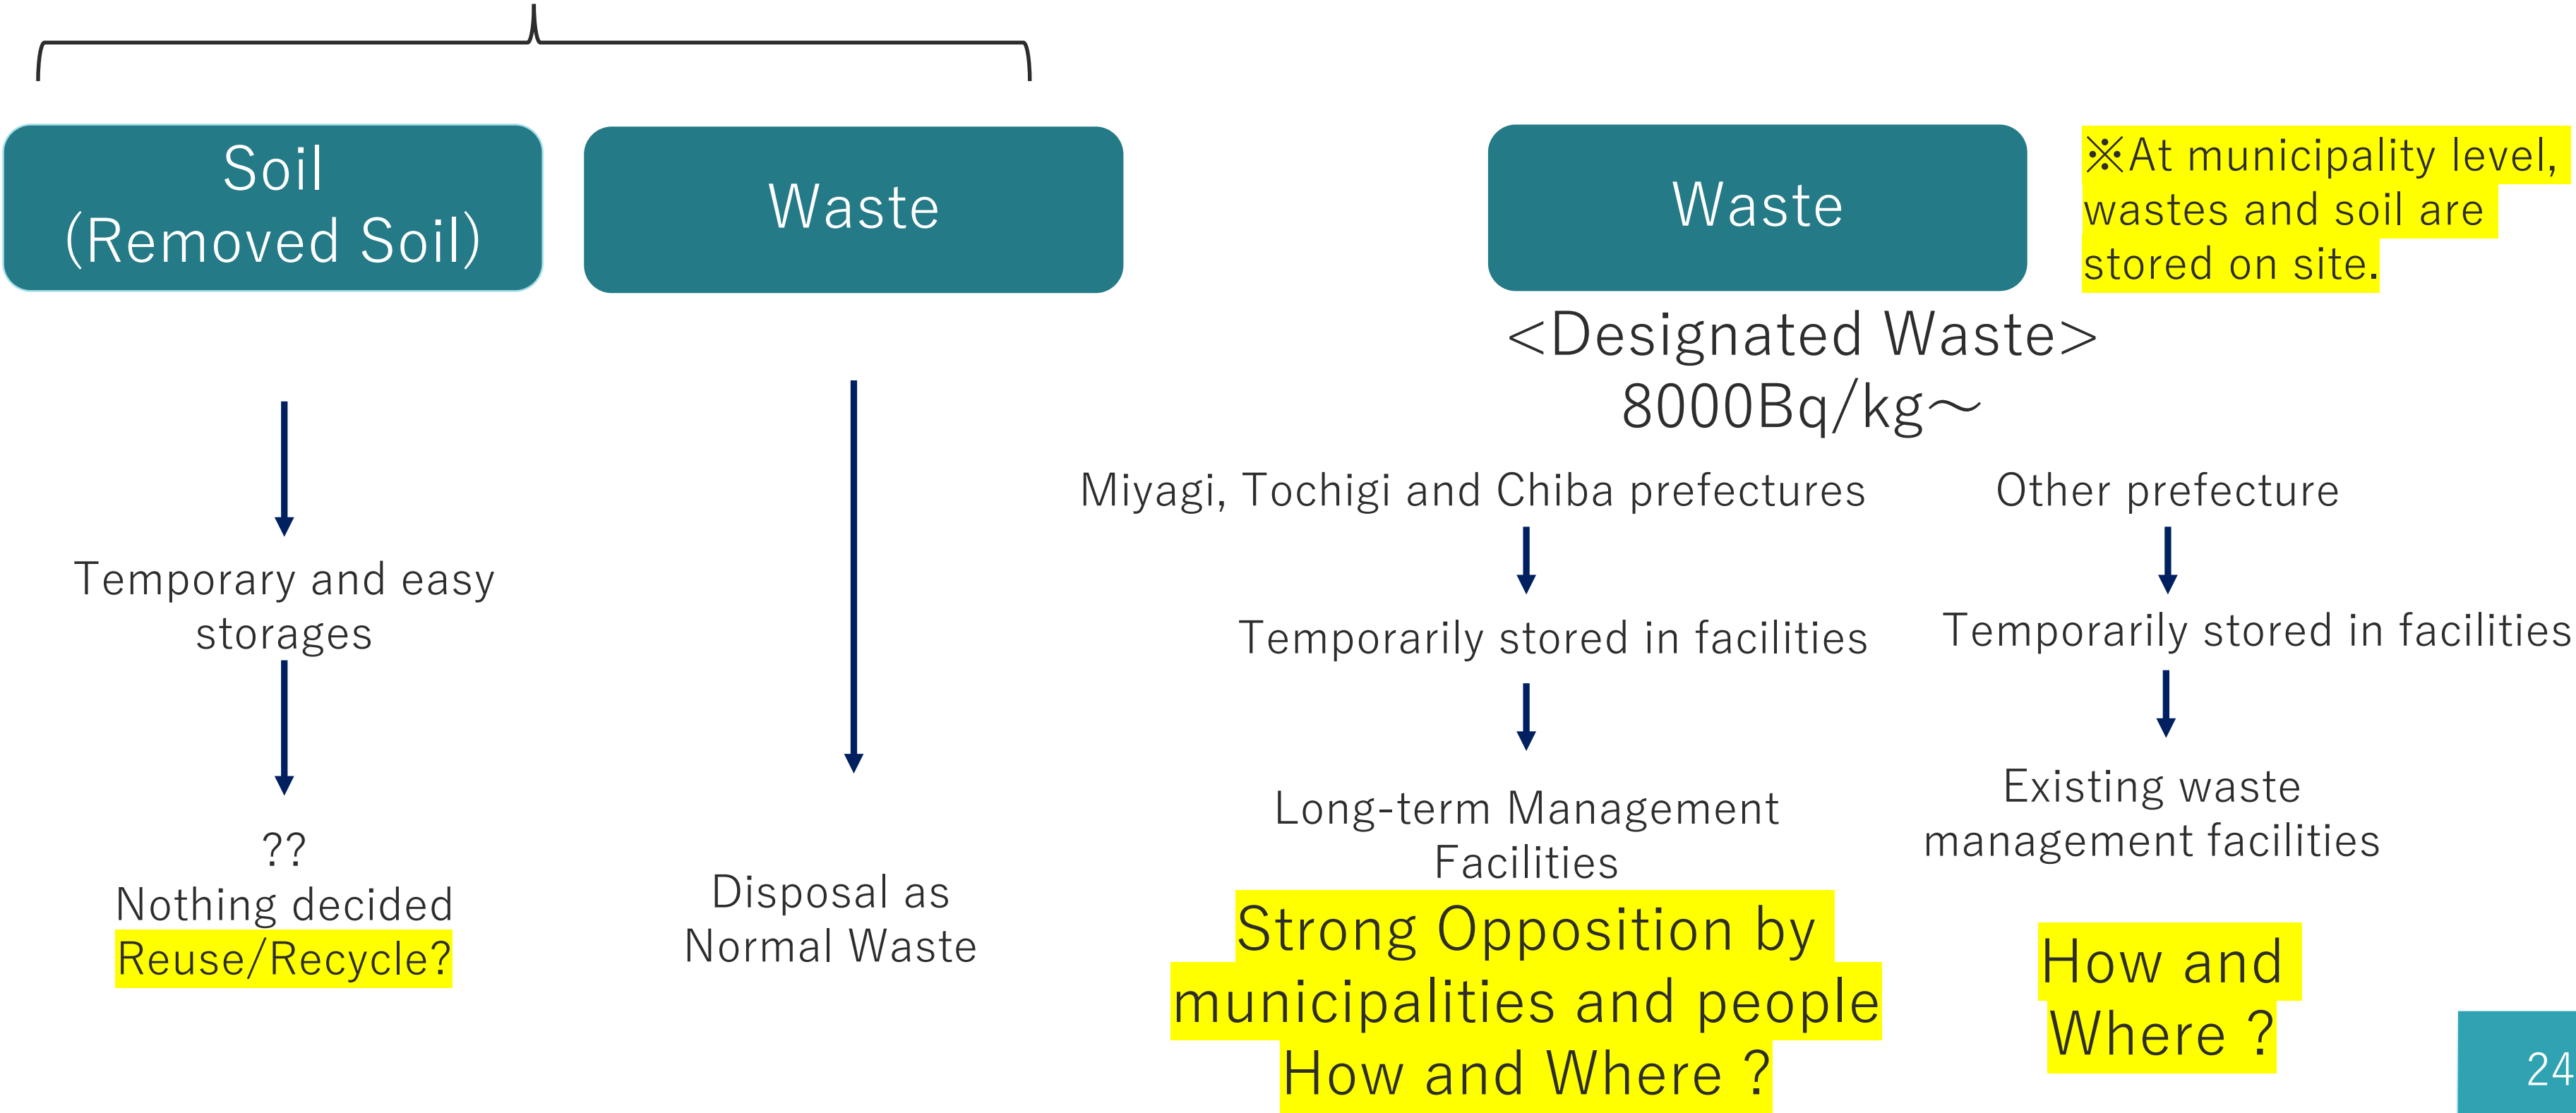 Soil
(Removed Soil)
Waste
Waste
※At municipality level,
wastes and soil are
stored on site.
<Designated Waste>
8000Bq/kg～
Miyagi, Tochigi and Chiba prefectures
Other prefecture
Temporary and easy
storages
Temporarily stored in facilities
Temporarily stored in facilities
??
Nothing decided
Reuse/Recycle?
Disposal as
Normal Waste
Long-term Management
Facilities
Strong Opposition by
municipalities and people
How and Where ?
Existing waste
management facilities
How and
Where ?
24